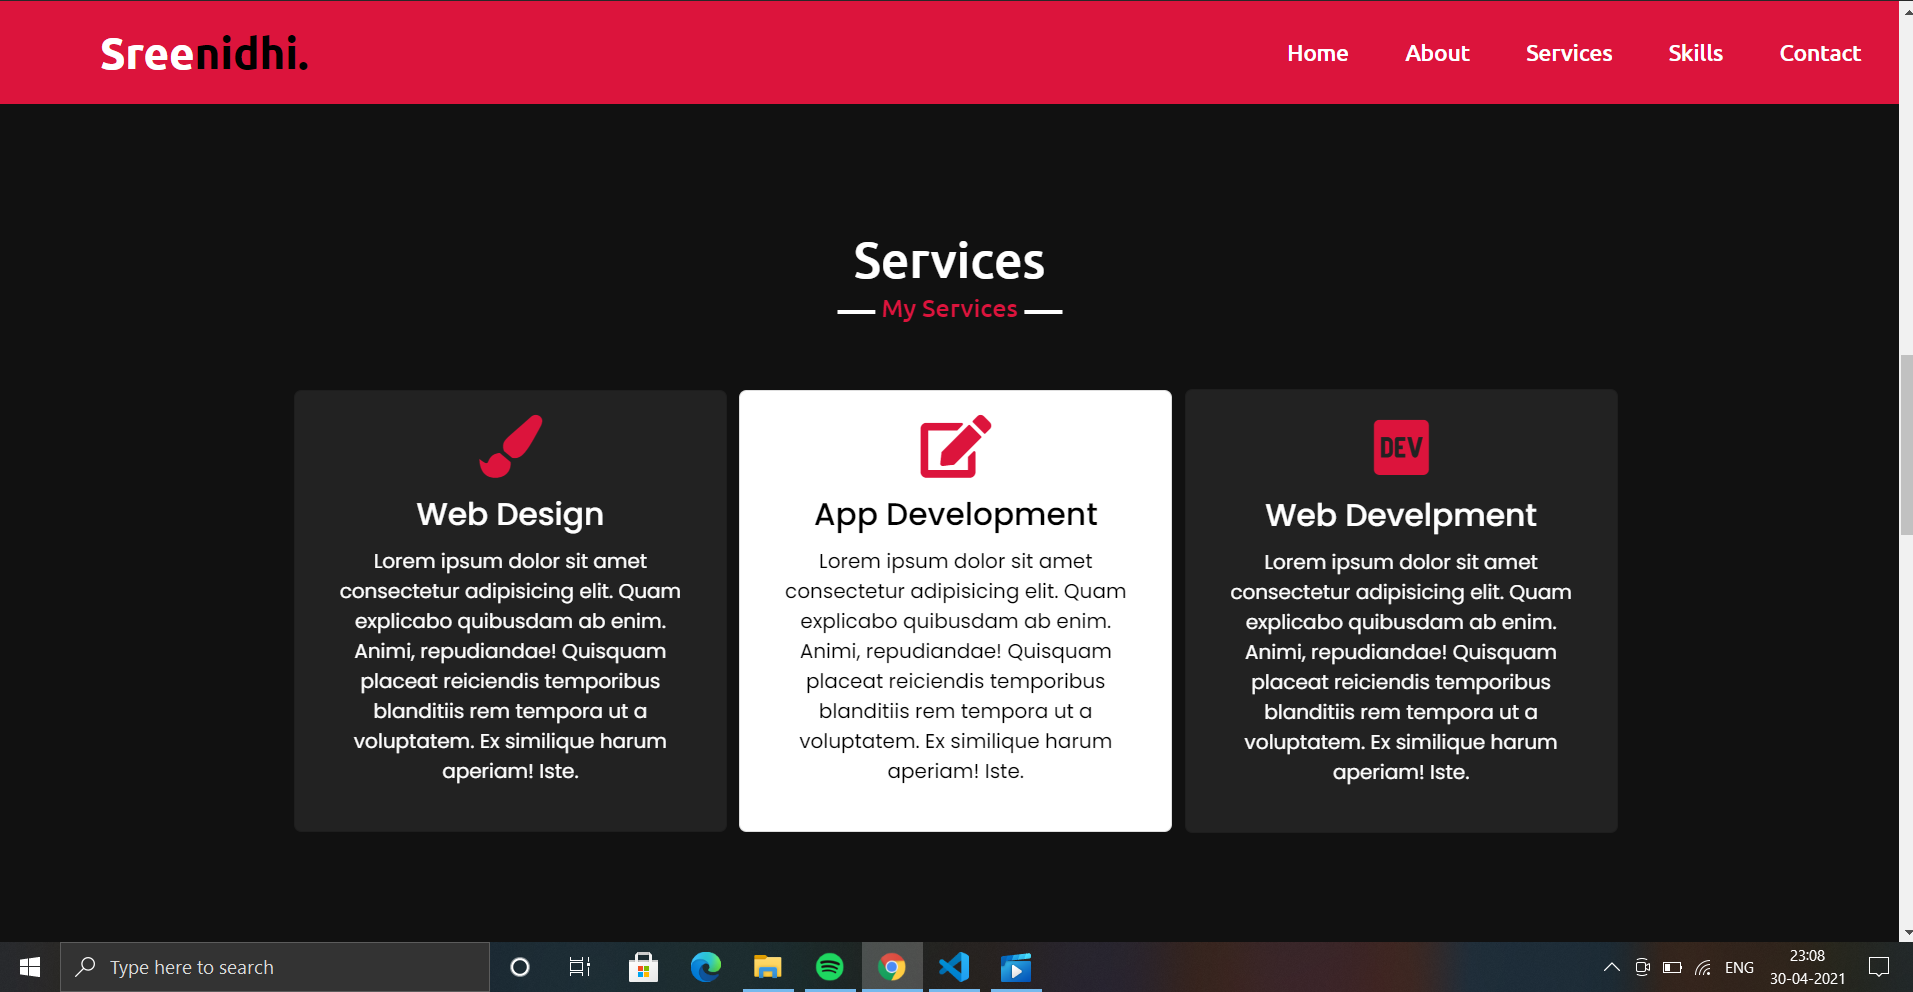 Sreenidhi.
Home About Services Skills Contact
Services
My Services
Web Design
Lorem ipsum dolor sit amet
consectetur adipisicing elit. Quam
explicabo quibusdam ab enim.
Animi, repudiandae! Quisquam
placeat reiciendis temporibus
blanditiis rem tempora ut a
voluptatem. Ex similique harum
aperiam! Iste.
App Development
Lorem ipsum dolor sit amet
consectetur adipisicing elit. Quam
explicabo quibusdam ab enim.
Animi, repudiandae! Quisquam
placeat reiciendis temporibus
blanditiis rem tempora ut a
voluptatem. Ex similique harum
aperiam! Iste.
DEV
Web Develpment
Lorem ipsum dolor sit amet
consectetur adipisicing elit. Quam
explicabo quibusdam ab enim.
Animi, repudiandae! Quisquam
placeat reiciendis temporibus
blanditiis rem tempora ut a
voluptatem. Ex similique harum
aperiam! Iste.
Type here to search
ENG
23:08
30-04-2021